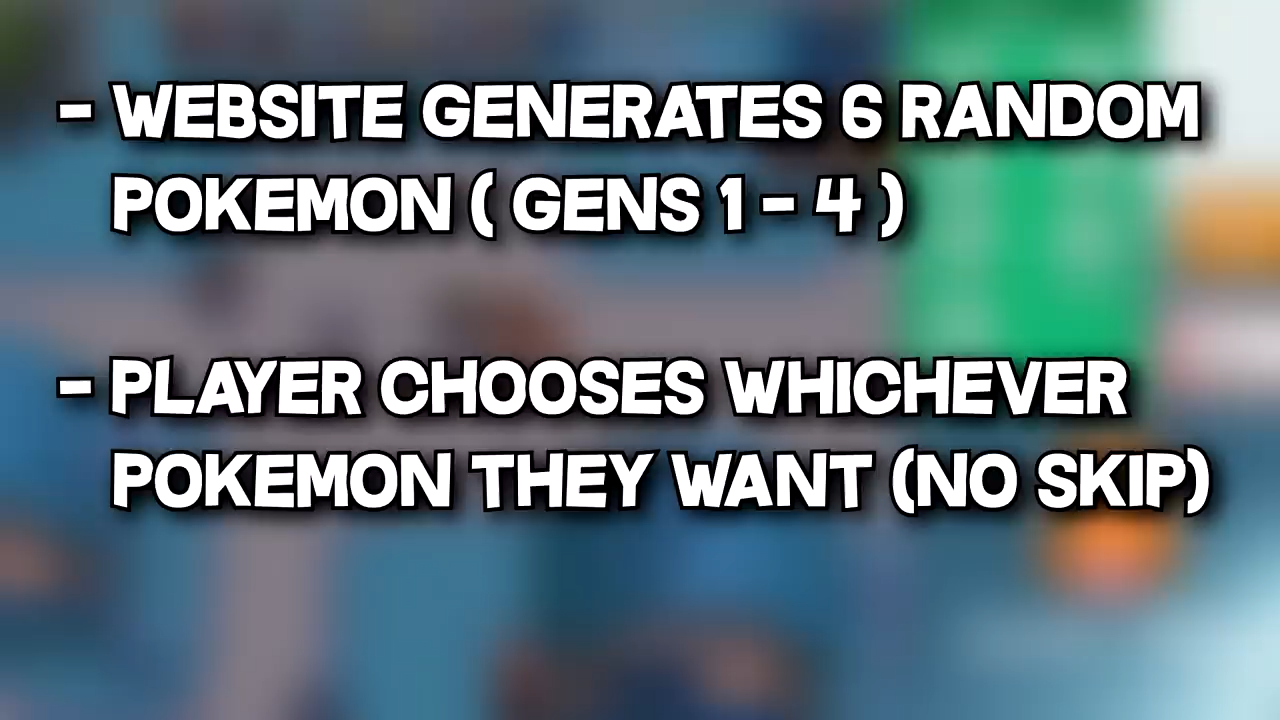 - WEBSITE GENERATES 6 RANDOM
POKEMON ( GENS 1 - 4 )
- PLAYER CHOOSES WHICHEVER
POKEMON THEY WANT (NO SKIP)